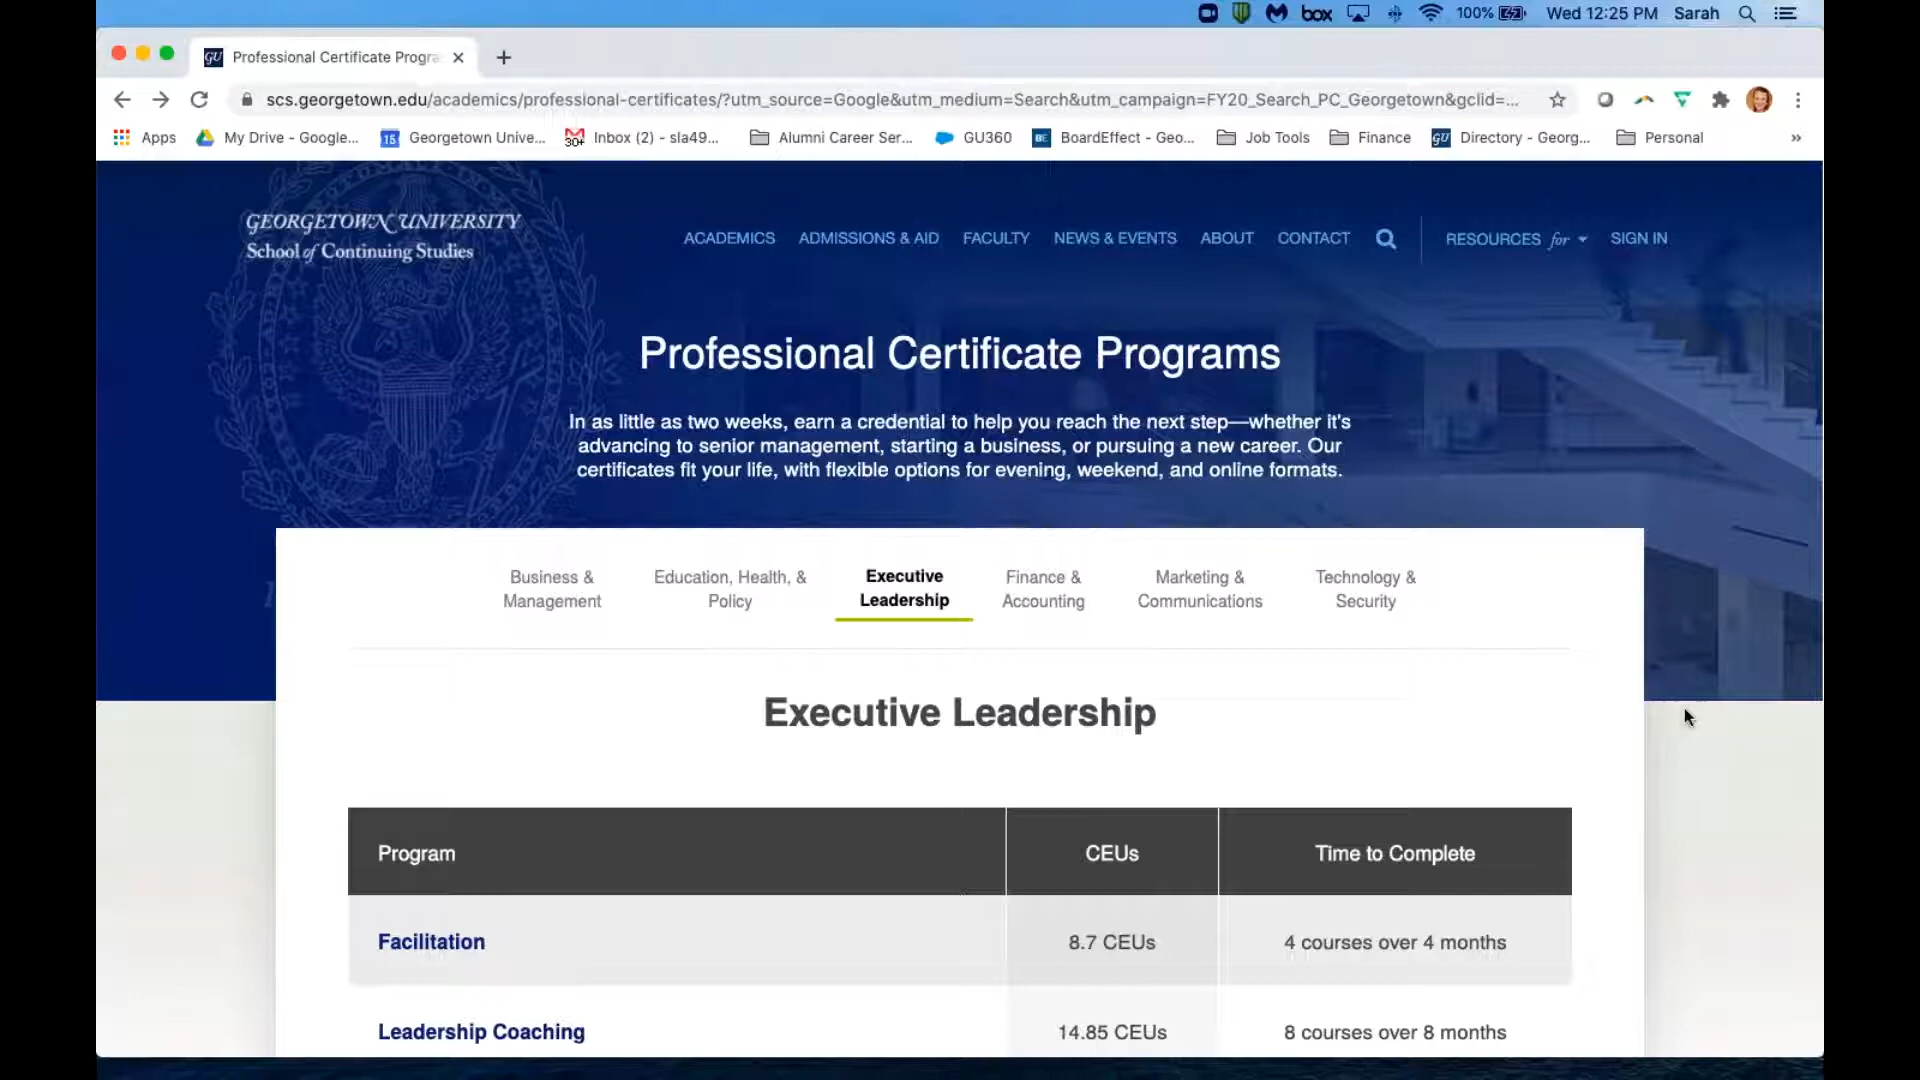 box 100% Wed 12:25 PM Sarah
GU Professional Certificate Progra
scs.georgetown.edu/academics/professional-certificates/?utm_source=Google&utm_medium=Search&utm_campaign=FY20_Search_PC_Georgetown&gclid=...
Apps My Drive - Google... 15 Georgetown Unive... 30+ Inbox (2) - sla49... Alumni Career Ser... GU360 BE BoardEffect - Geo... Job Tools Finance GU Directory - Georg... Personal »
GEORGETOWN UNIVERSITY
School of Continuing Studies
ACADEMICS ADMISSIONS & AID FACULTY NEWS & EVENTS ABOUT CONTACT RESOURCES for SIGN IN
Professional Certificate Programs
In as little as two weeks, earn a credential to help you reach the next step—whether it's
advancing to senior management, starting a business, or pursuing a new career. Our
certificates fit your life, with flexible options for evening, weekend, and online formats.
Business &
Management
Education, Health, &
Policy
Executive
Leadership
Finance &
Accounting
Marketing &
Communications
Technology &
Security
Executive Leadership
Program CEUs Time to Complete
Facilitation 8.7 CEUs 4 courses over 4 months
Leadership Coaching 14.85 CEUs 8 courses over 8 months